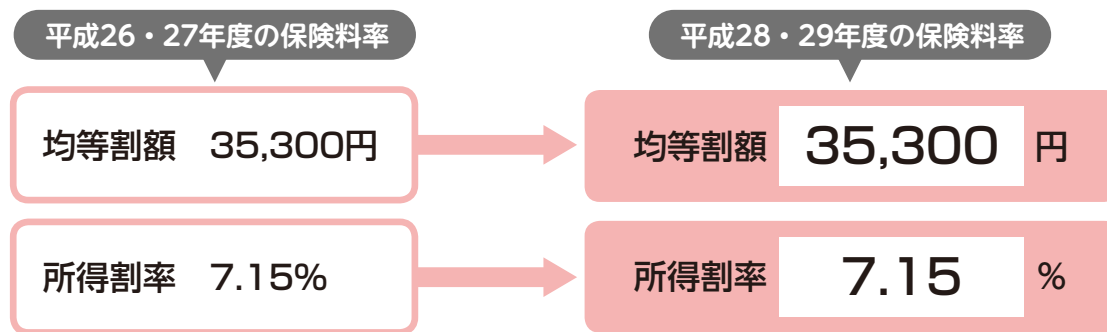 平成26・27年度の保険料率
平成28・29年度の保険料率
均等割額 35,300円
均等割額 35,300 円
所得割率 7.15%
所得割率 7.15 %